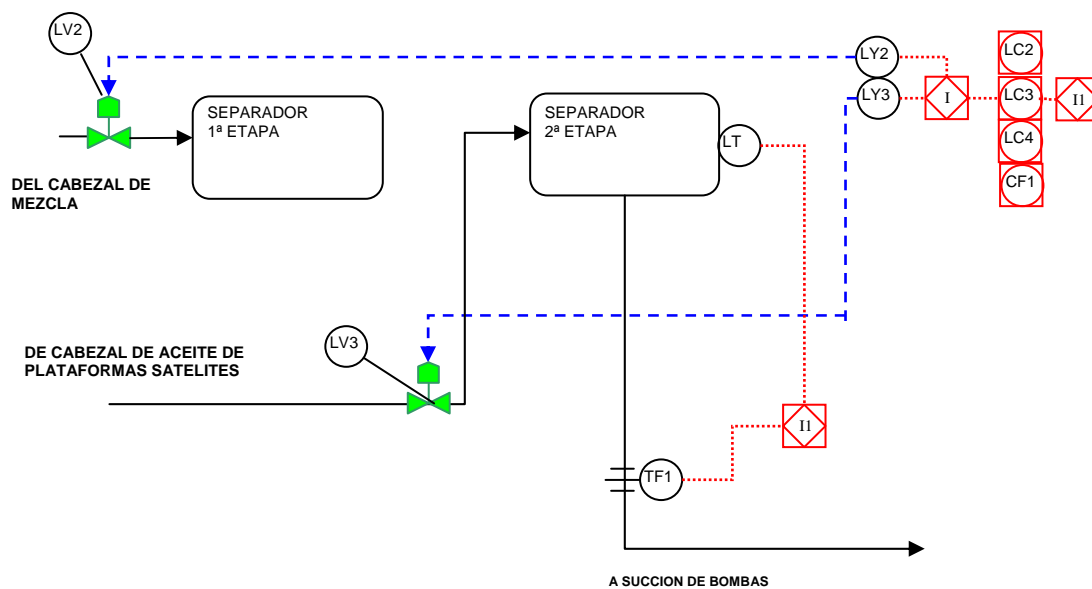 LV2
SEPARADOR
1ª ETAPA
DEL CABEZAL DE
MEZCLA
SEPARADOR
2ª ETAPA
LT
LY2
LY3
I
LC2
LC3
LC4
CF1
I1
LV3
DE CABEZAL DE ACEITE DE
PLATAFORMAS SATELITES
I1
TF1
A SUCCION DE BOMBAS